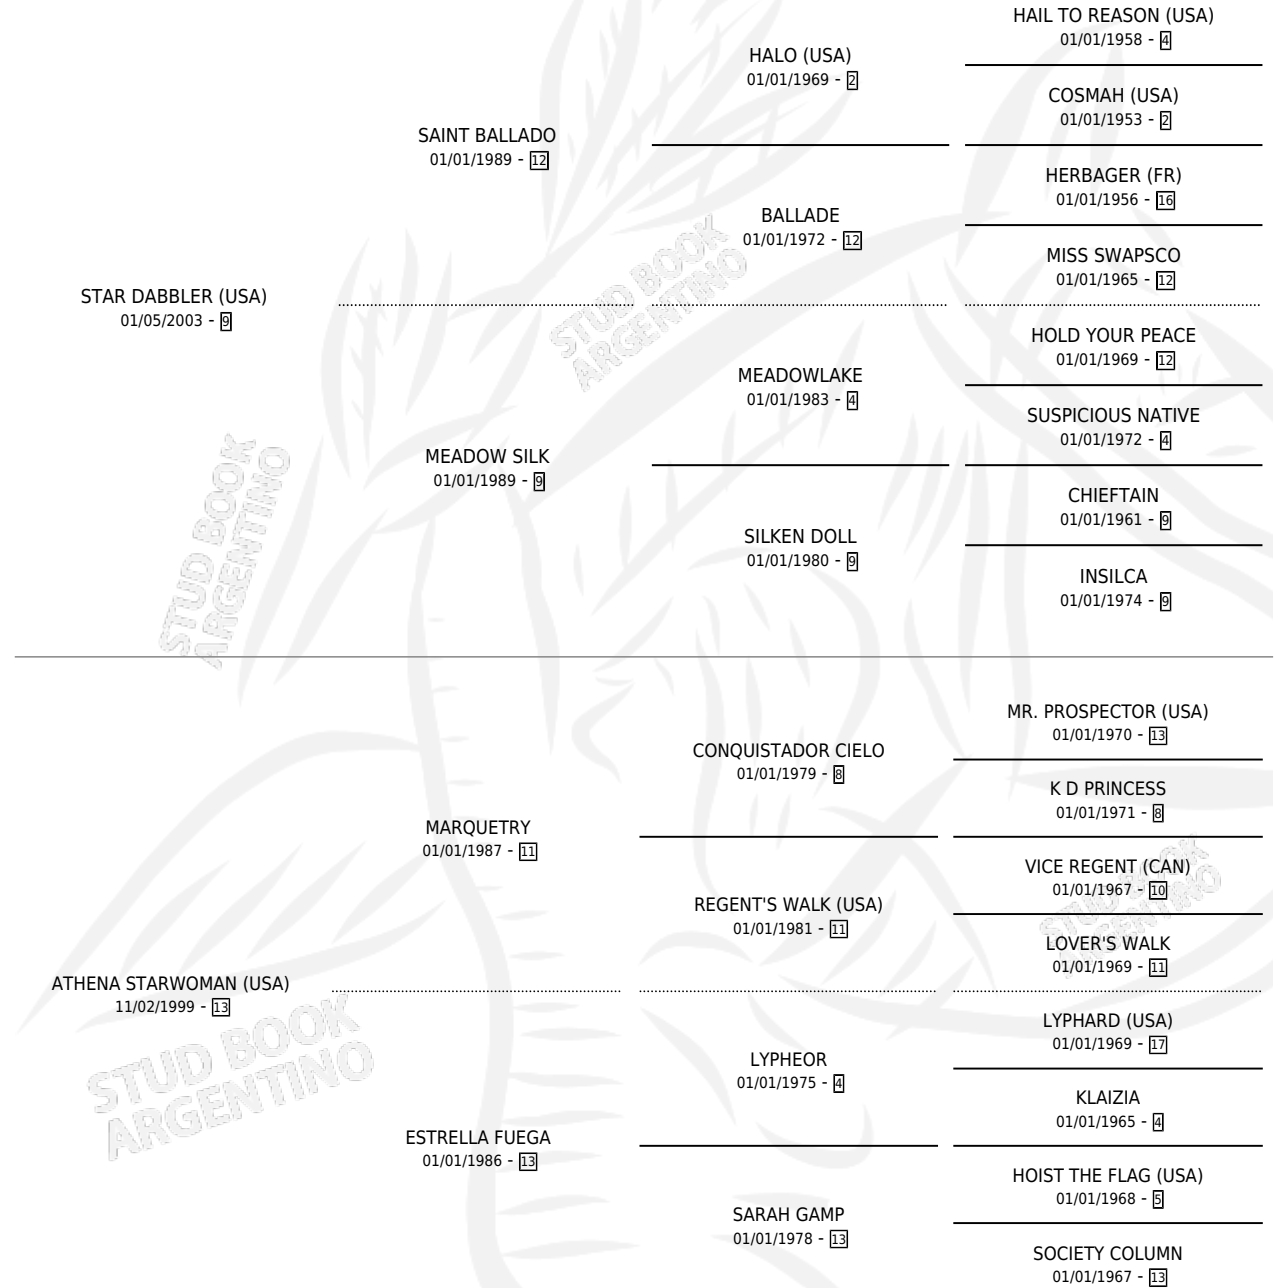 HAIL TO REASON (USA)
01/01/1958 - 4
HALO (USA)
01/01/1969 - 2
COSMAH (USA)
01/01/1953 - 2
SAINT BALLADO
01/01/1989 - 12
HERBAGER (FR)
01/01/1956 - 16
BALLADE
01/01/1972 - 12
MISS SWAPSCO
01/01/1965 - 12
STAR DABBLER (USA)
01/05/2003 - 9
STUD BOOK
ARGENTINO
HOLD YOUR PEACE
01/01/1969 - 12
MEADOWLAKE
01/01/1983 - 4
SUSPICIOUS NATIVE
01/01/1972 - 4
MEADOW SILK
01/01/1989 - 9
CHIEFTAIN
01/01/1961 - 9
SILKEN DOLL
01/01/1980 - 9
INSILCA
01/01/1974 - 9
STUD BOOK
ARGENTINO
MR. PROSPECTOR (USA)
01/01/1970 - 13
CONQUISTADOR CIELO
01/01/1979 - 8
K D PRINCESS
01/01/1971 - 8
MARQUETRY
01/01/1987 - 11
VICE REGENT (CAN)
01/01/1967 - 10
REGENT'S WALK (USA)
01/01/1981 - 11
STUD BOOK
ARGENTINO
LOVER'S WALK
01/01/1969 - 11
ATHENA STARWOMAN (USA)
11/02/1999 - 13
LYPHARD (USA)
01/01/1969 - 17
LYPHEOR
01/01/1975 - 4
KLAIZIA
01/01/1965 - 4
STUD BOOK
ARGENTINO
ESTRELLA FUEGA
01/01/1986 - 13
HOIST THE FLAG (USA)
01/01/1968 - 5
SARAH GAMP
01/01/1978 - 13
SOCIETY COLUMN
01/01/1967 - 13